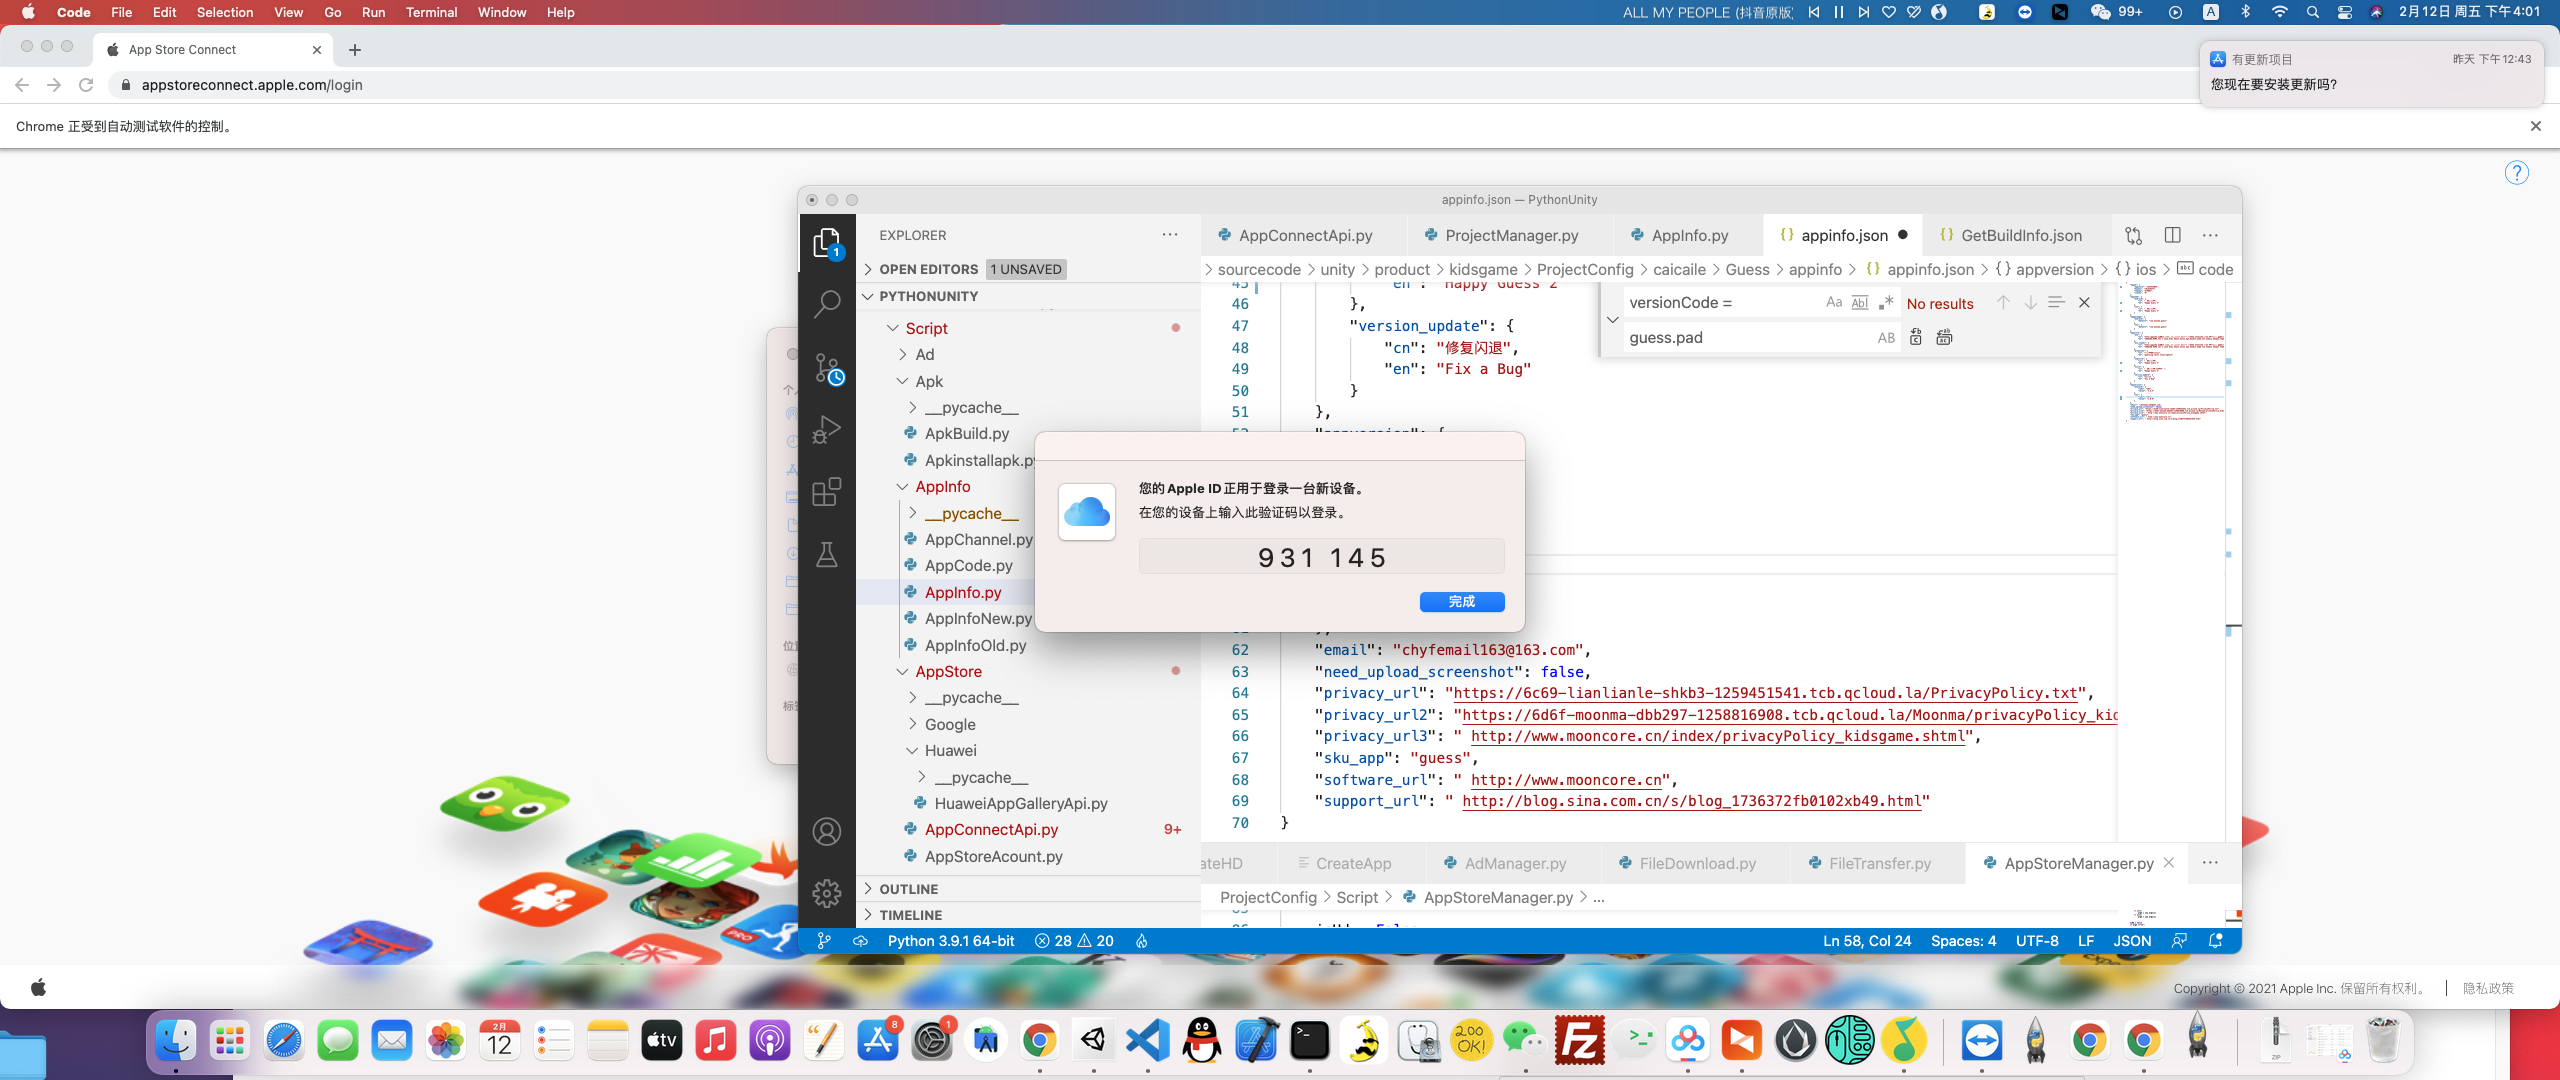 Code File Edit Selection View Go Run Terminal Window Help
ALL MY PEOPLE (抖音原版) 99+ A 2月12日 周五 下午4:01
App Store Connect
appstoreconnect.apple.com/login
有更新项目 昨天 下午12:43
您现在要安装更新吗?
Chrome 正受到自动测试软件的控制。
?
appinfo.json — PythonUnity
EXPLORER
1
OPEN EDITORS 1 UNSAVED
PYTHONUNITY
Script
Ad
Apk
__pycache__
ApkBuild.py
Apkinstallapk.py
AppInfo
__pycache__
AppChannel.py
AppCode.py
AppInfo.py
AppInfoNew.py
AppInfoOld.py
AppStore
__pycache__
Google
Huawei
__pycache__
HuaweiAppGalleryApi.py
AppConnectApi.py 9+
AppStoreAcount.py
OUTLINE
TIMELINE
AppConnectApi.py ProjectManager.py AppInfo.py {} appinfo.json GetBuildInfo.json
sourcecode > unity > product > kidsgame > ProjectConfig > caicaile > Guess > appinfo > {} appinfo.json > {} appversion > {} ios > code
versionCode = Aa Abl .* No results
guess.pad AB
45 "en": "Happy Guess 2"
46 },
47 "version_update": {
48 "cn": "修复闪退",
49 "en": "Fix a Bug"
50 }
51 },
您的 Apple ID 正用于登录一台新设备。
在您的设备上输入此验证码以登录。
931 145
完成
62 "email": "chyfemail163@163.com",
63 "need_upload_screenshot": false,
64 "privacy_url": "https://6c69-lianlianle-shkb3-1259451541.tcb.qcloud.la/PrivacyPolicy.txt",
65 "privacy_url2": "https://6d6f-moonma-dbb297-1258816908.tcb.qcloud.la/Moonma/privacyPolicy_kid
66 "privacy_url3": " http://www.mooncore.cn/index/privacyPolicy_kidsgame.shtml",
67 "sku_app": "guess",
68 "software_url": " http://www.mooncore.cn",
69 "support_url": " http://blog.sina.com.cn/s/blog_1736372fb0102xb49.html"
70 }
ateHD CreateApp AdManager.py FileDownload.py FileTransfer.py AppStoreManager.py
ProjectConfig > Script > AppStoreManager.py > ...
Python 3.9.1 64-bit 28 20 Ln 58, Col 24 Spaces: 4 UTF-8 LF JSON
PRO
Copyright © 2021 Apple Inc. 保留所有权利。 | 隐私政策
2月
12
tv
8
1
200
OK!
ZIP